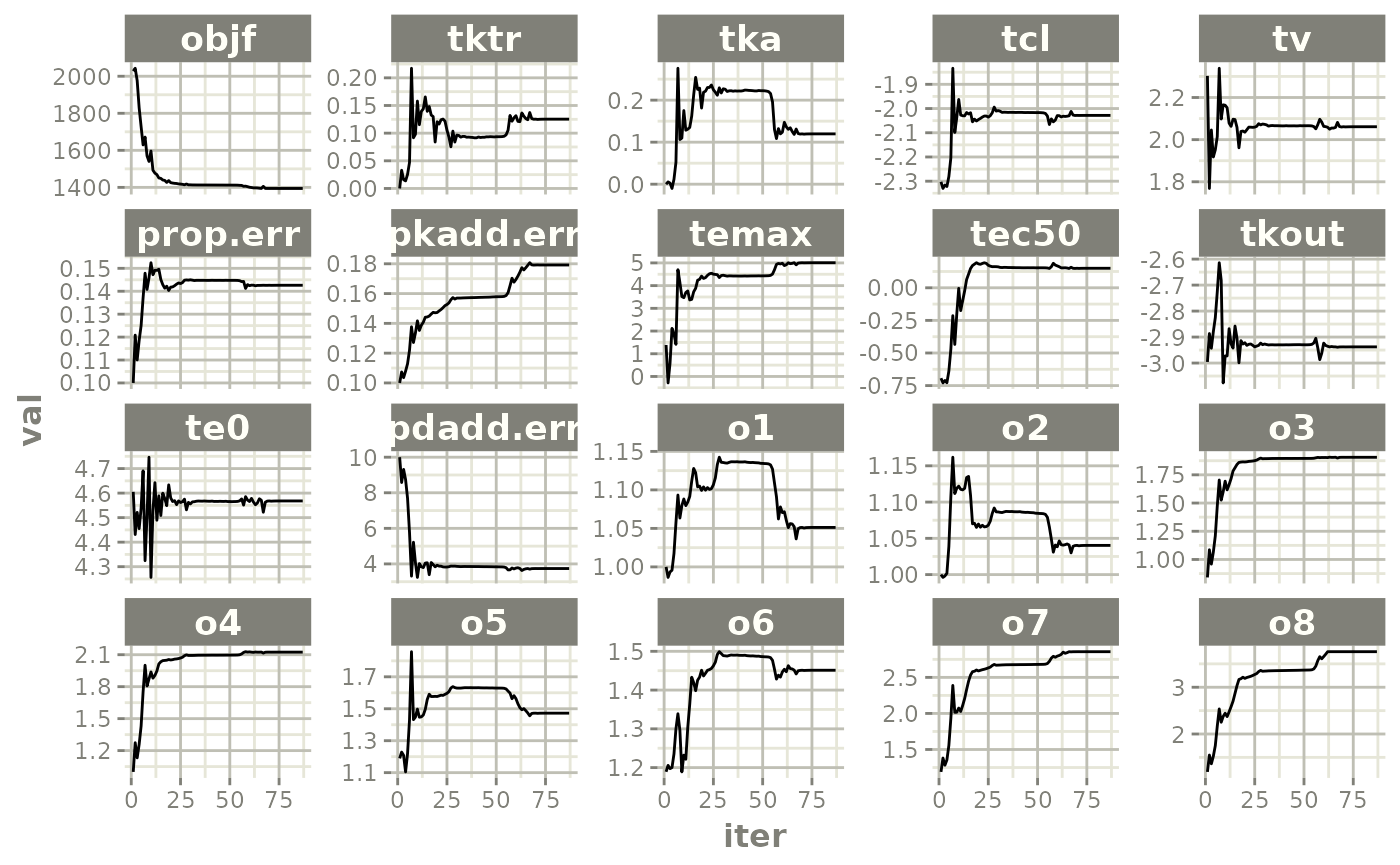 objf tktr tka tcl tv
2000 0.20 -1.9 2.2
1800 0.15 0.2 -2.0
0.10 0.1 -2.1 2.0
1600 0.05 -2.2
1400 0.00 0.0 -2.3 1.8
prop.err pkadd.err temax tec50 tkout
0.15 0.18 5 0.00 -2.6
0.14 0.16 4 -0.25 -2.7
0.13 3 -2.8
0.12 0.14 2 -0.50 -2.9
0.11 0.12 1 -3.0
0.10 0.10 0 -0.75
val
te0 pdadd.err o1 o2 o3
4.7 10 1.15 1.15 1.75
4.6 8 1.10 1.10 1.50
4.5 6 1.05 1.05 1.25
4.4 4 1.00 1.00 1.00
4.3
o4 o5 o6 o7 o8
2.1 1.7 1.5 2.5 3
1.8 1.5 1.4 2.0 2
1.5 1.3 1.3 1.5
1.2 1.1 1.2
0 25 50 75 0 25 50 75 0 25 50 75 0 25 50 75 0 25 50 75
iter